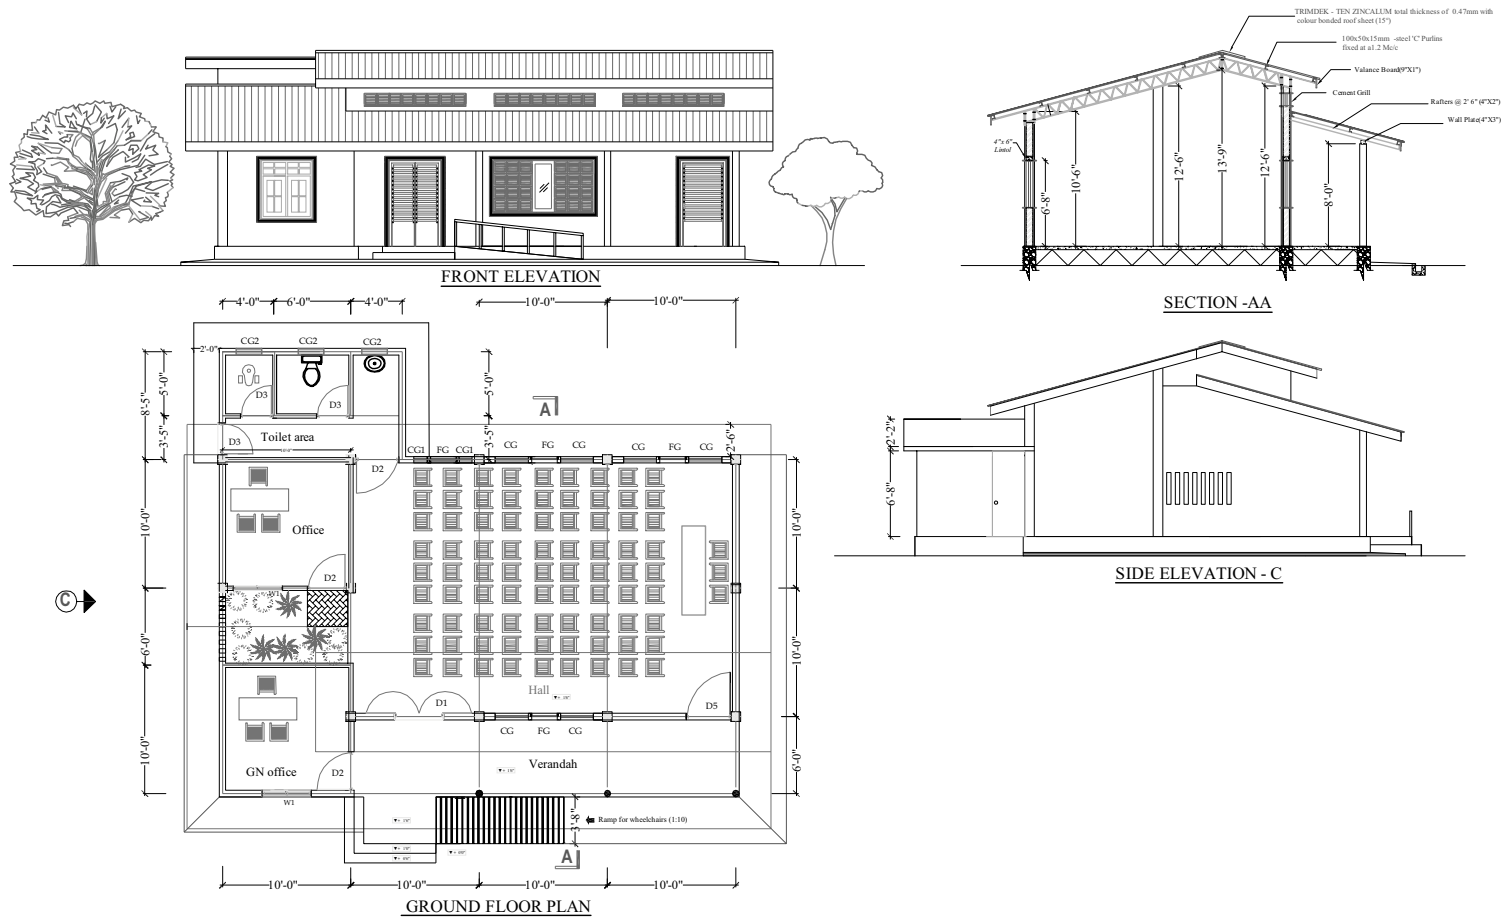 TRIMDEK - TEN ZINCALUM total thickness of 0.47mm with
colour bonded roof sheet (15")
100x50x15mm -steel 'C' Purlins
fixed at a1.2 Mc/c
Valance Board(9"X1")
Cement Grill
Rafters @ 2' 6" (4"X2")
Wall Plate(4"X3")
4"x 6"
Lintol
6'-8"
10'-6"
12'-6"
13'-9"
12'-6"
8'-0"
FRONT ELEVATION
SECTION -AA
4'-0"
6'-0"
4'-0"
10'-0"
10'-0"
2'-0"
CG2
CG2
CG2
8'-5"
5'-0"
3'-5"
5'-0"
3'-5"
2'-6"
D3
D3
D3
Toilet area
A
D2
CG1
FG
CG1
CG
FG
CG
CG
FG
CG
Office
D2
W1
10'-0"
6'-0"
10'-0"
10'-0"
10'-0"
6'-0"
C
Hall
D1
D5
CG
FG
CG
GN office
D2
W1
Verandah
3'-8"
Ramp for wheelchairs (1:10)
A
10'-0"
10'-0"
10'-0"
10'-0"
GROUND FLOOR PLAN
2'-2"
6'-8"
SIDE ELEVATION - C